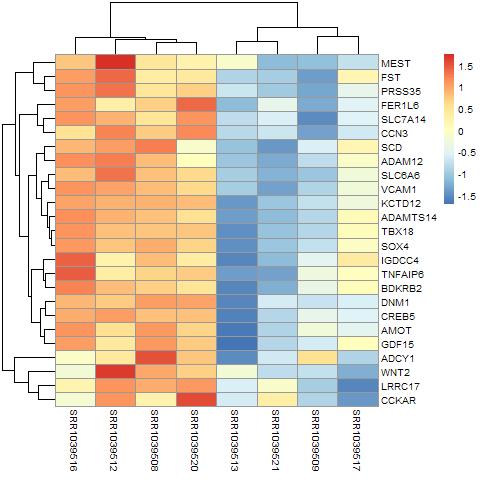 MEST
FST
PRSS35
FER1L6
SLC7A14
CCN3
SCD
ADAM12
SLC6A6
VCAM1
KCTD12
ADAMTS14
TBX18
SOX4
IGDCC4
TNFAIP6
BDKRB2
DNM1
CREB5
AMOT
GDF15
ADCY1
WNT2
LRRC17
CCKAR
1.5
1
0.5
0
-0.5
-1
-1.5
SRR1039516
SRR1039512
SRR1039508
SRR1039520
SRR1039513
SRR1039521
SRR1039509
SRR1039517